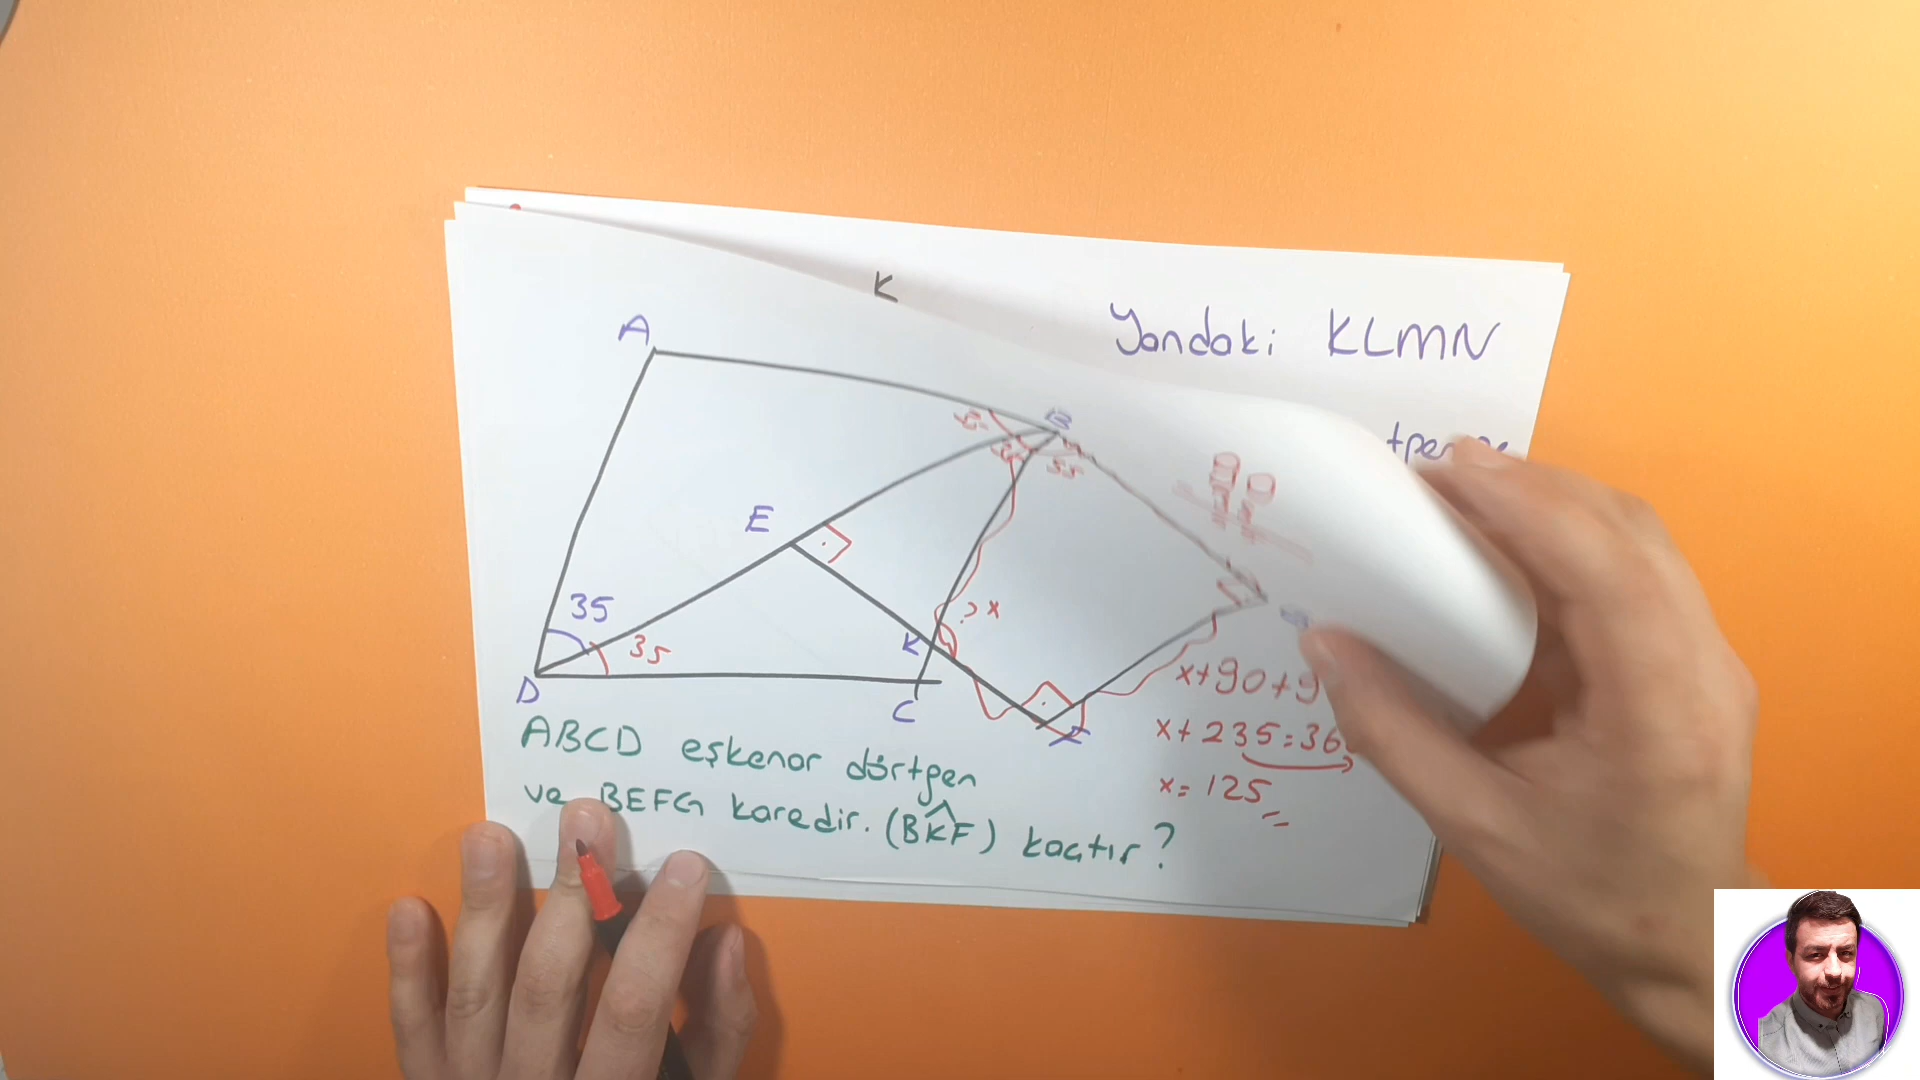 K
Yandaki KLMN
A
B
E
35
35
D
K
? x
C
F
x+90+9
x+235=36
x=125
ABCD eşkenar dörtgen
ve BEFG karedir. (BKF) kaçtır?